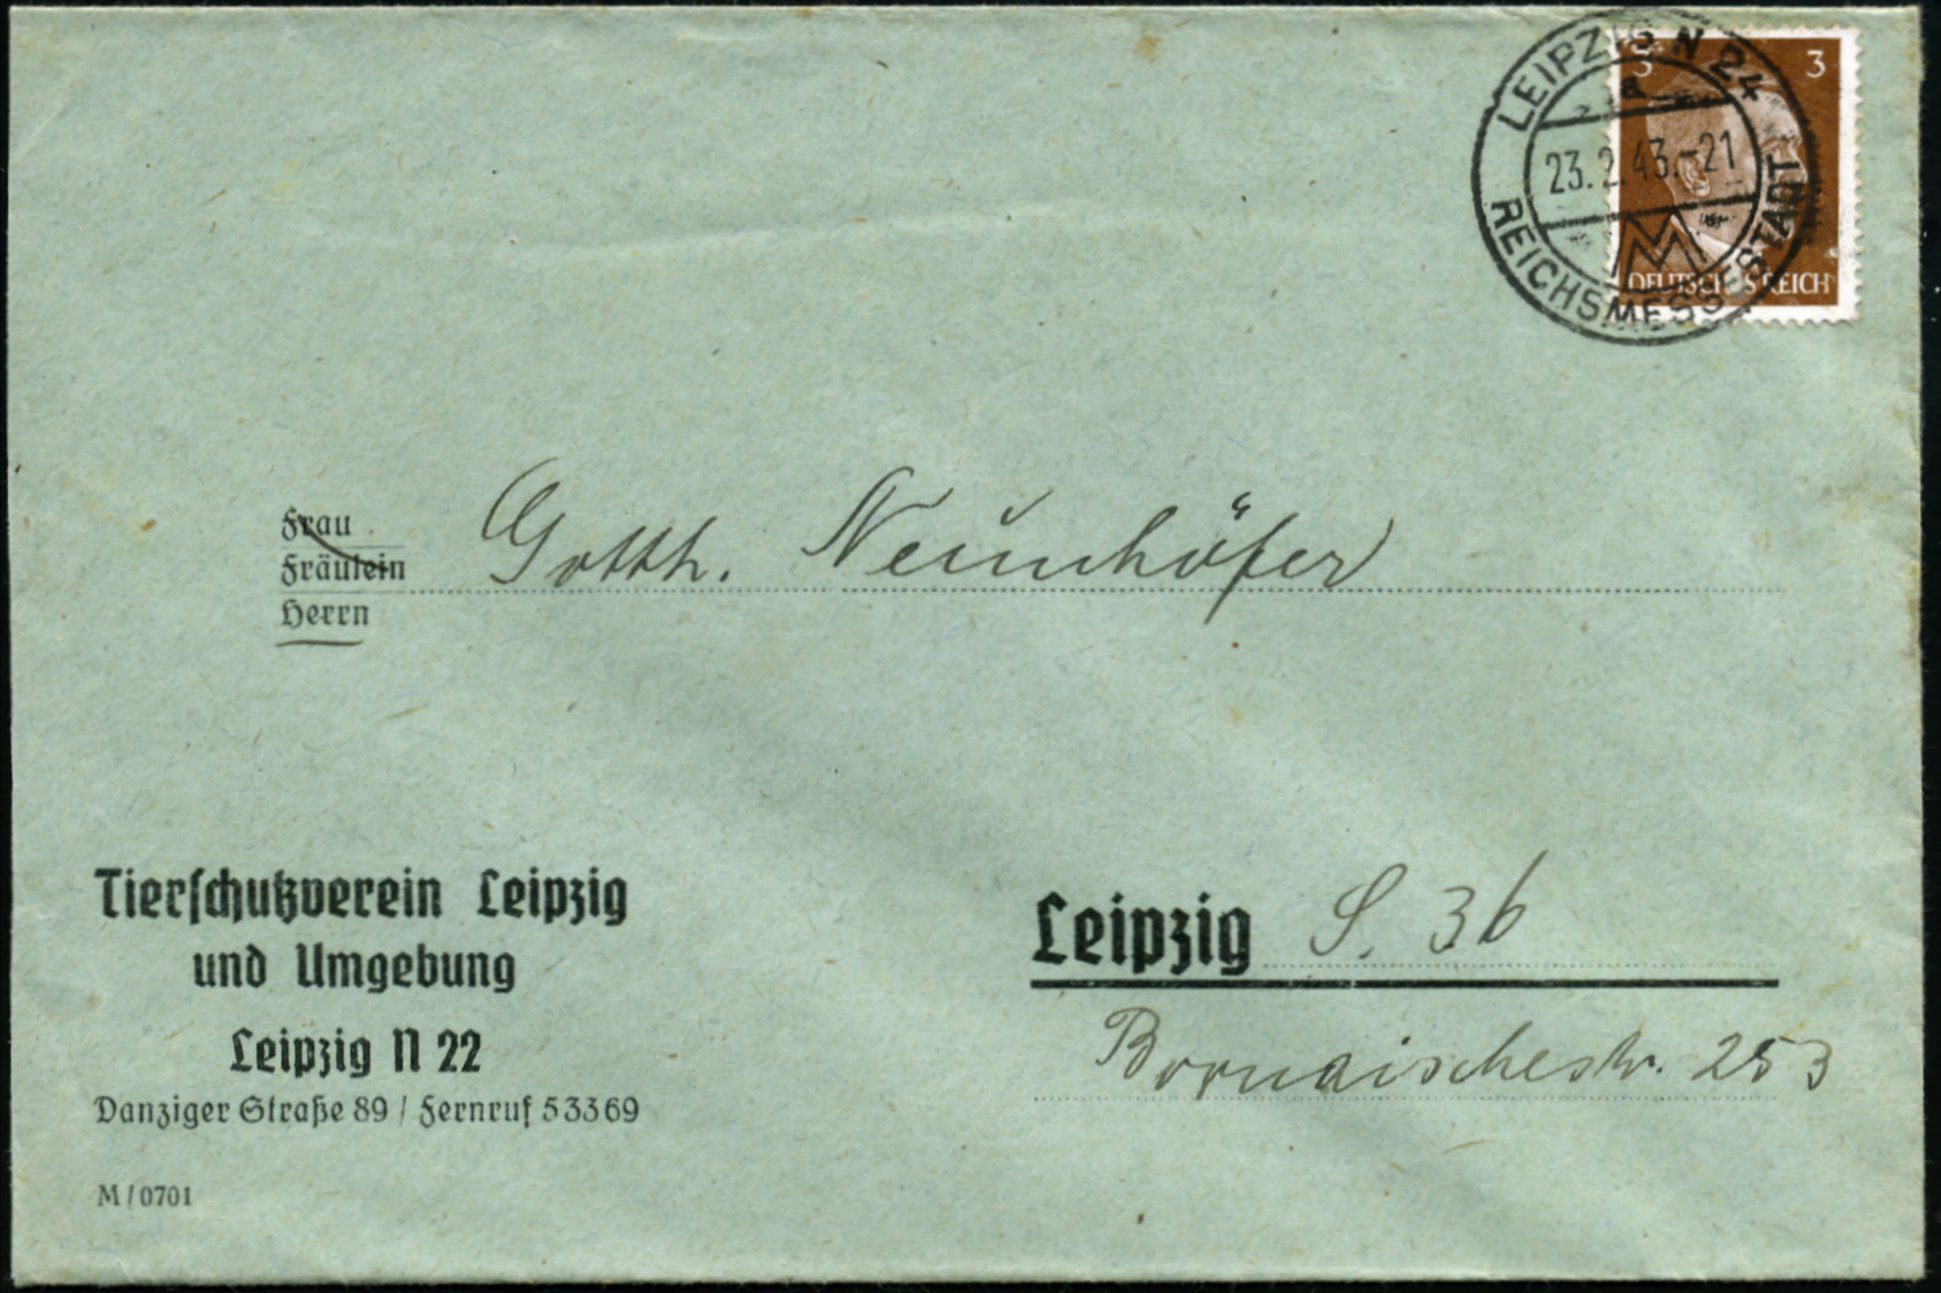 LEIPZIG N 24
a
23.2.43.-21
REICHSMESSESTADT
3 3
DEUTSCHES REICH
Frau
Fräulein
Herrn
Gotth. Neunhöfer
Tierschutzverein Leipzig
und Umgebung
Leipzig N 22
Danziger Straße 89 / Fernruf 53369
M/0701
Leipzig S. 36
Bornaischestr. 253